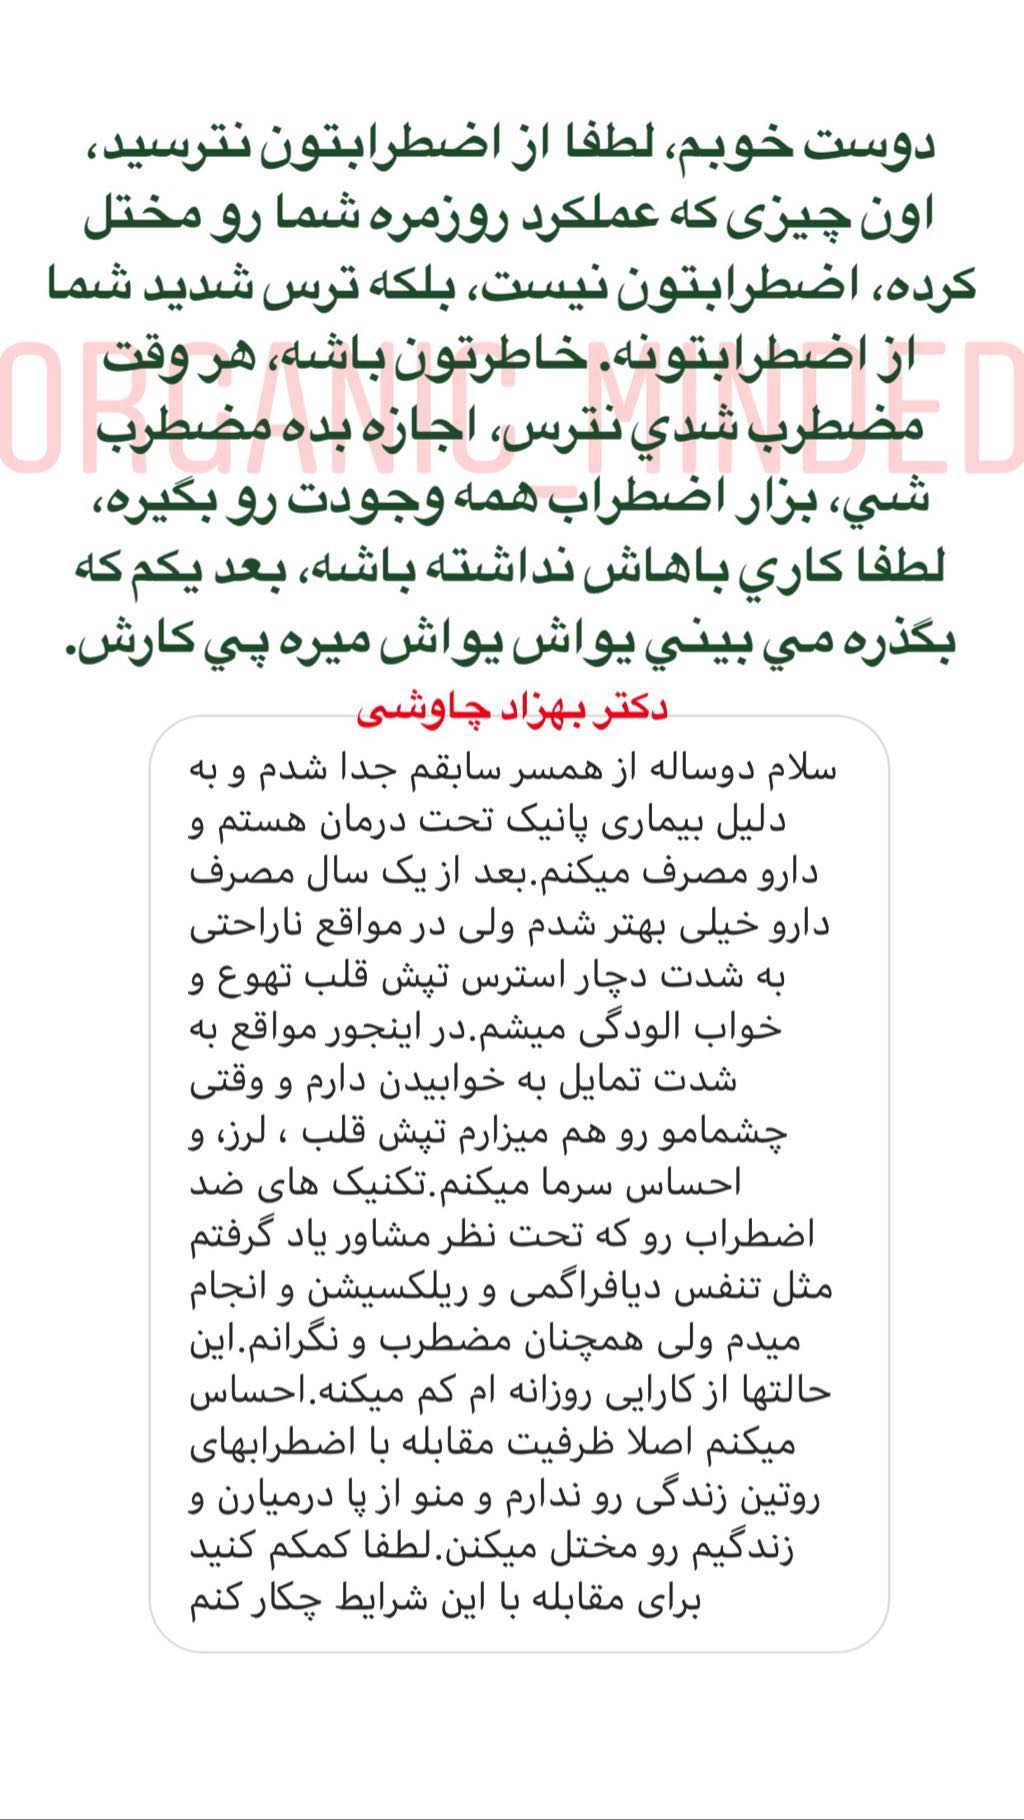 دوست خوبم، لطفا از اضطرابتون نترسید،
اون چیزی که عملکرد روزمره شما رو مختل
کرده، اضطرابتون نیست، بلکه ترس شدید شما
از اضطرابتونه. خاطرتون باشه، هر وقت
مضطرب شدي نترس، اجازه بده مضطرب
شي، بزار اضطراب همه وجودت رو بگیره،
لطفا کاري باهاش نداشته باشه، بعد یکم که
بگذره مي بیني یواش یواش میره پي کارش.
ORGANIC_MINDED
دکتر بهزاد چاوشی
سلام دوساله از همسر سابقم جدا شدم و به
دلیل بیماری پانیک تحت درمان هستم و
دارو مصرف میکنم.بعد از یک سال مصرف
دارو خیلی بهتر شدم ولی در مواقع ناراحتی
به شدت دچار استرس تپش قلب تهوع و
خواب الودگی میشم.در اینجور مواقع به
شدت تمایل به خوابیدن دارم و وقتی
چشمامو رو هم میزارم تپش قلب ، لرز، و
احساس سرما میکنم.تکنیک های ضد
اضطراب رو که تحت نظر مشاور یاد گرفتم
مثل تنفس دیافراگمی و ریلکسیشن و انجام
میدم ولی همچنان مضطرب و نگرانم.این
حالتها از کارایی روزانه ام کم میکنه.احساس
میکنم اصلا ظرفیت مقابله با اضطرابهای
روتین زندگی رو ندارم و منو از پا درمیارن و
زندگیم رو مختل میکنن.لطفا کمکم کنید
برای مقابله با این شرایط چکار کنم